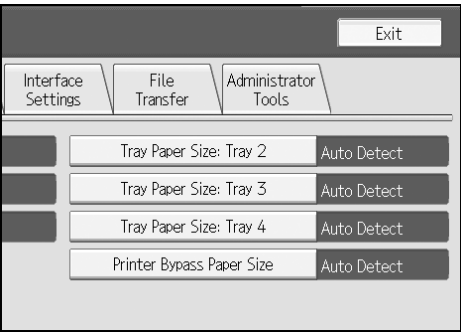 Exit
Interface
Settings
File
Transfer
Administrator
Tools
Tray Paper Size: Tray 2 Auto Detect
Tray Paper Size: Tray 3 Auto Detect
Tray Paper Size: Tray 4 Auto Detect
Printer Bypass Paper Size Auto Detect